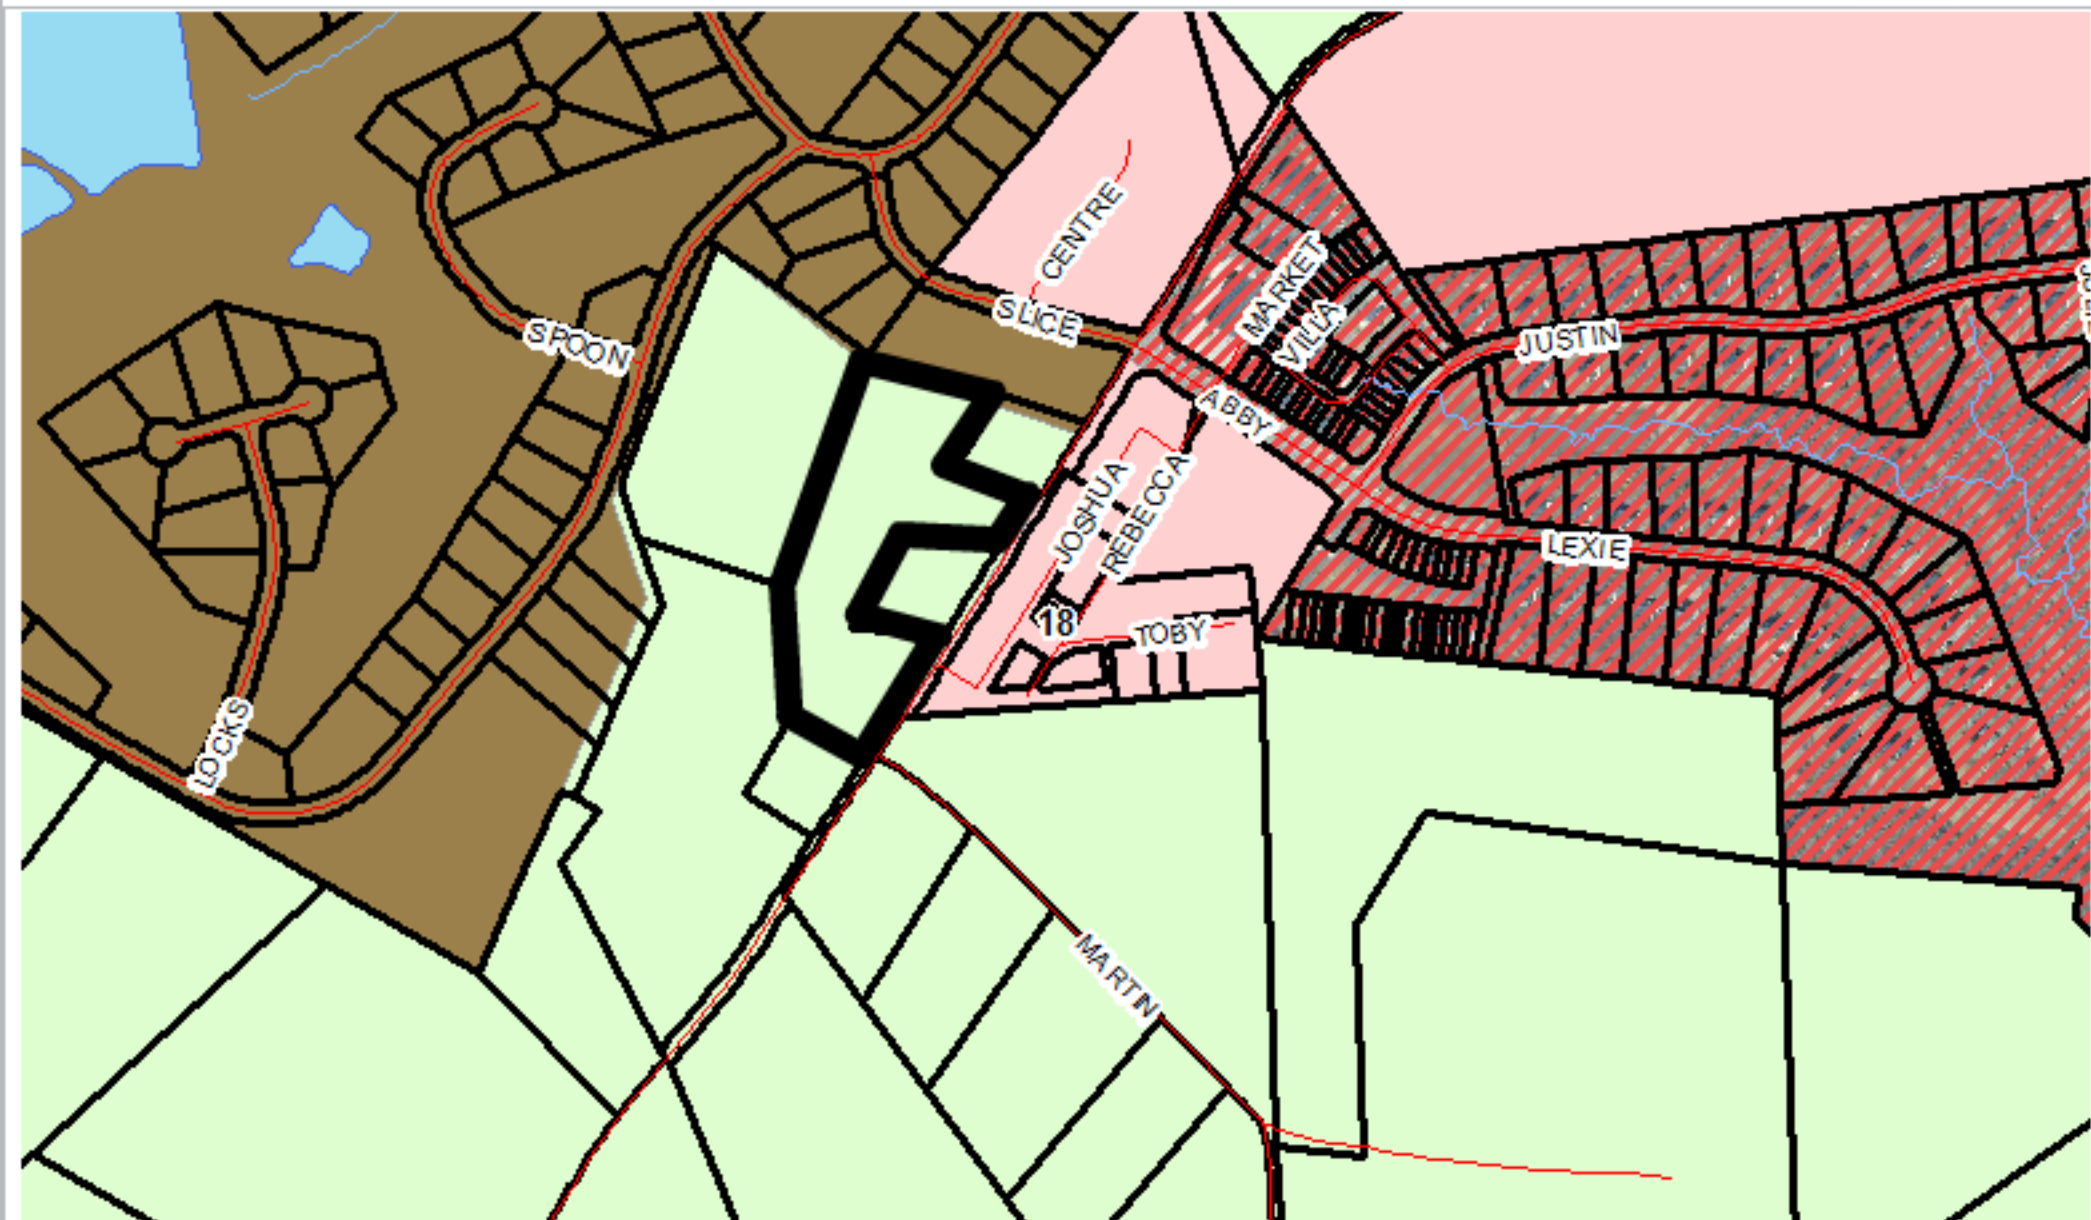 CENTRE
SLICE
MARKET
VILLA
SPOON
JUSTIN
ABBY
JOSHUA
REBECCA
LEXIE
18
TOBY
LOCKS
MARTIN